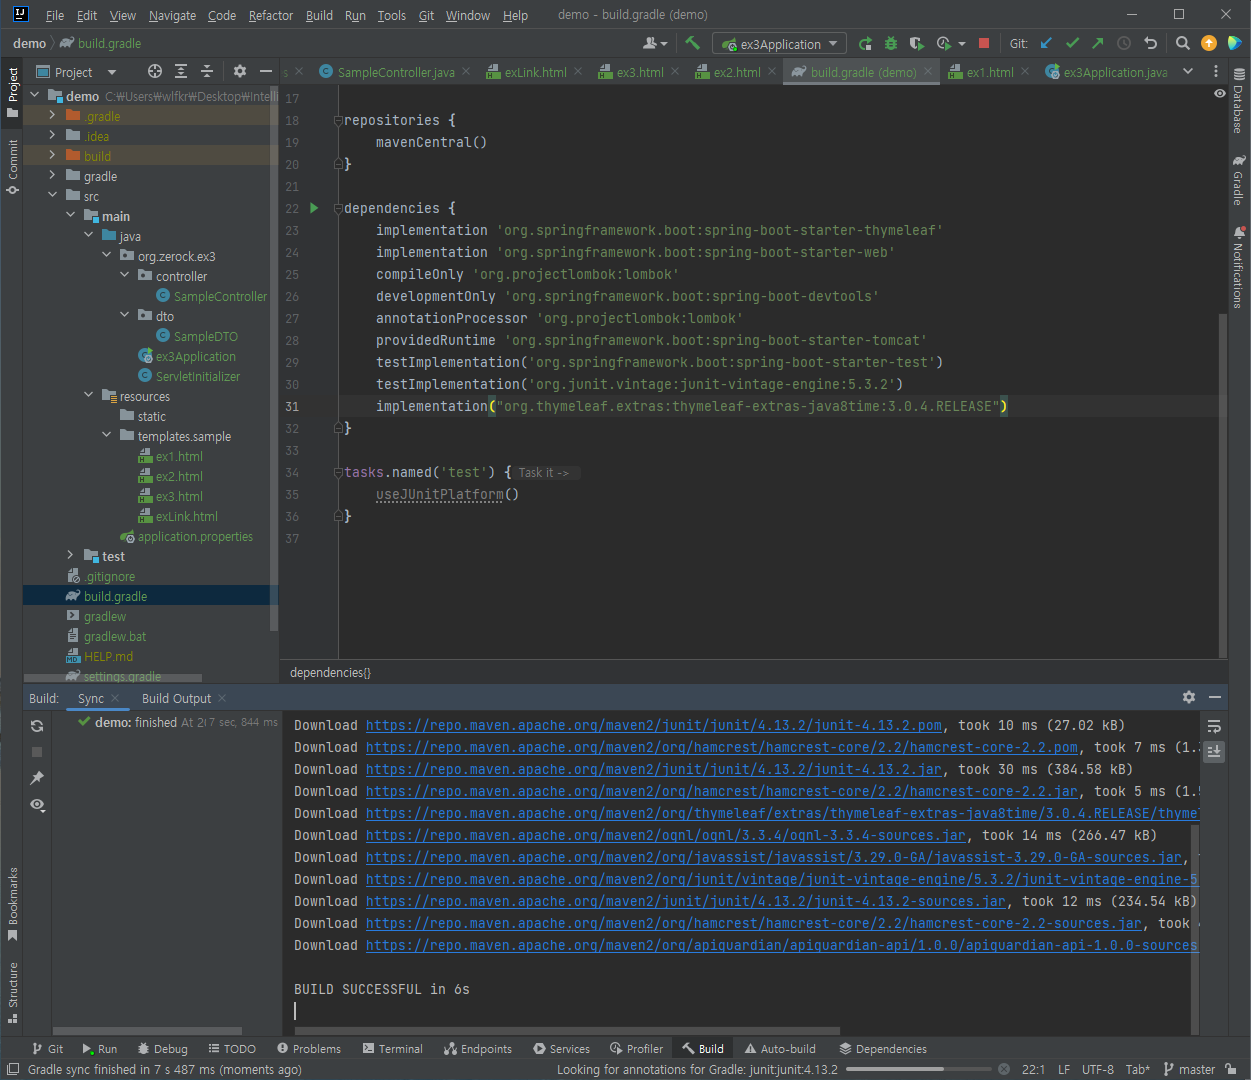 File Edit View Navigate Code Refactor Build Run Tools Git Window Help demo - build.gradle (demo)
demo build.gradle ex3Application Git:
Project s SampleController.java exLink.html ex3.html ex2.html build.gradle (demo) ex1.html ex3Application.java
Project
Commit
Bookmarks
Structure
Database
Gradle
Notifications
demo C:₩Users₩wlfkr₩Desktop₩Intelli
.gradle
.idea
build
gradle
src
main
java
org.zerock.ex3
controller
SampleController
dto
SampleDTO
ex3Application
ServletInitializer
resources
static
templates.sample
ex1.html
ex2.html
ex3.html
exLink.html
application.properties
test
.gitignore
build.gradle
gradlew
gradlew.bat
HELP.md
settings.gradle
17
18 repositories {
19 mavenCentral()
20 }
21
22 dependencies {
23 implementation 'org.springframework.boot:spring-boot-starter-thymeleaf'
24 implementation 'org.springframework.boot:spring-boot-starter-web'
25 compileOnly 'org.projectlombok:lombok'
26 developmentOnly 'org.springframework.boot:spring-boot-devtools'
27 annotationProcessor 'org.projectlombok:lombok'
28 providedRuntime 'org.springframework.boot:spring-boot-starter-tomcat'
29 testImplementation('org.springframework.boot:spring-boot-starter-test')
30 testImplementation('org.junit.vintage:junit-vintage-engine:5.3.2')
31 implementation("org.thymeleaf.extras:thymeleaf-extras-java8time:3.0.4.RELEASE")
32 }
33
34 tasks.named('test') { Task it ->
35 useJUnitPlatform()
36 }
37
dependencies{}
Build: Sync Build Output
demo: finished At 2 7 sec, 844 ms
Download https://repo.maven.apache.org/maven2/junit/junit/4.13.2/junit-4.13.2.pom, took 10 ms (27.02 kB)
Download https://repo.maven.apache.org/maven2/org/hamcrest/hamcrest-core/2.2/hamcrest-core-2.2.pom, took 7 ms (1.
Download https://repo.maven.apache.org/maven2/junit/junit/4.13.2/junit-4.13.2.jar, took 30 ms (384.58 kB)
Download https://repo.maven.apache.org/maven2/org/hamcrest/hamcrest-core/2.2/hamcrest-core-2.2.jar, took 5 ms (1.
Download https://repo.maven.apache.org/maven2/org/thymeleaf/extras/thymeleaf-extras-java8time/3.0.4.RELEASE/thyme
Download https://repo.maven.apache.org/maven2/ognl/ognl/3.3.4/ognl-3.3.4-sources.jar, took 14 ms (266.47 kB)
Download https://repo.maven.apache.org/maven2/org/javassist/javassist/3.29.0-GA/javassist-3.29.0-GA-sources.jar,
Download https://repo.maven.apache.org/maven2/org/junit/vintage/junit-vintage-engine/5.3.2/junit-vintage-engine-5
Download https://repo.maven.apache.org/maven2/junit/junit/4.13.2/junit-4.13.2-sources.jar, took 12 ms (234.54 kB)
Download https://repo.maven.apache.org/maven2/org/hamcrest/hamcrest-core/2.2/hamcrest-core-2.2-sources.jar, took
Download https://repo.maven.apache.org/maven2/org/apiguardian/apiguardian-api/1.0.0/apiguardian-api-1.0.0-sources
BUILD SUCCESSFUL in 6s
Git Run Debug TODO Problems Terminal Endpoints Services Profiler Build Auto-build Dependencies
Gradle sync finished in 7 s 487 ms (moments ago) Looking for annotations for Gradle: junit:junit:4.13.2 22:1 LF UTF-8 Tab* master